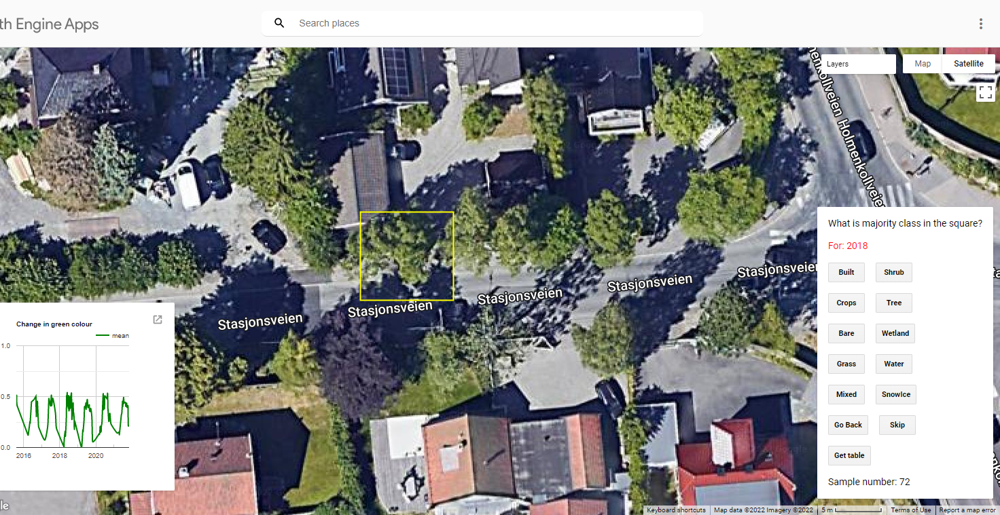 th Engine Apps
Search places
Layers
Map
Satellite
Holmenkollveien
Holmenkollveien
What is majority class in the square?
For: 2018
Built
Shrub
Crops
Tree
Bare
Wetland
Grass
Water
Mixed
SnowIce
Go Back
Skip
Get table
Sample number: 72
Stasjonsveien
Stasjonsveien
Stasjonsveien
Stasjonsveien
Stasjonsveien
Change in green colour
mean
1.0
0.5
0.0
2016
2018
2020
le
Keyboard shortcuts
Map data ©2022 Imagery ©2022
5 m
Terms of Use
Report a map error